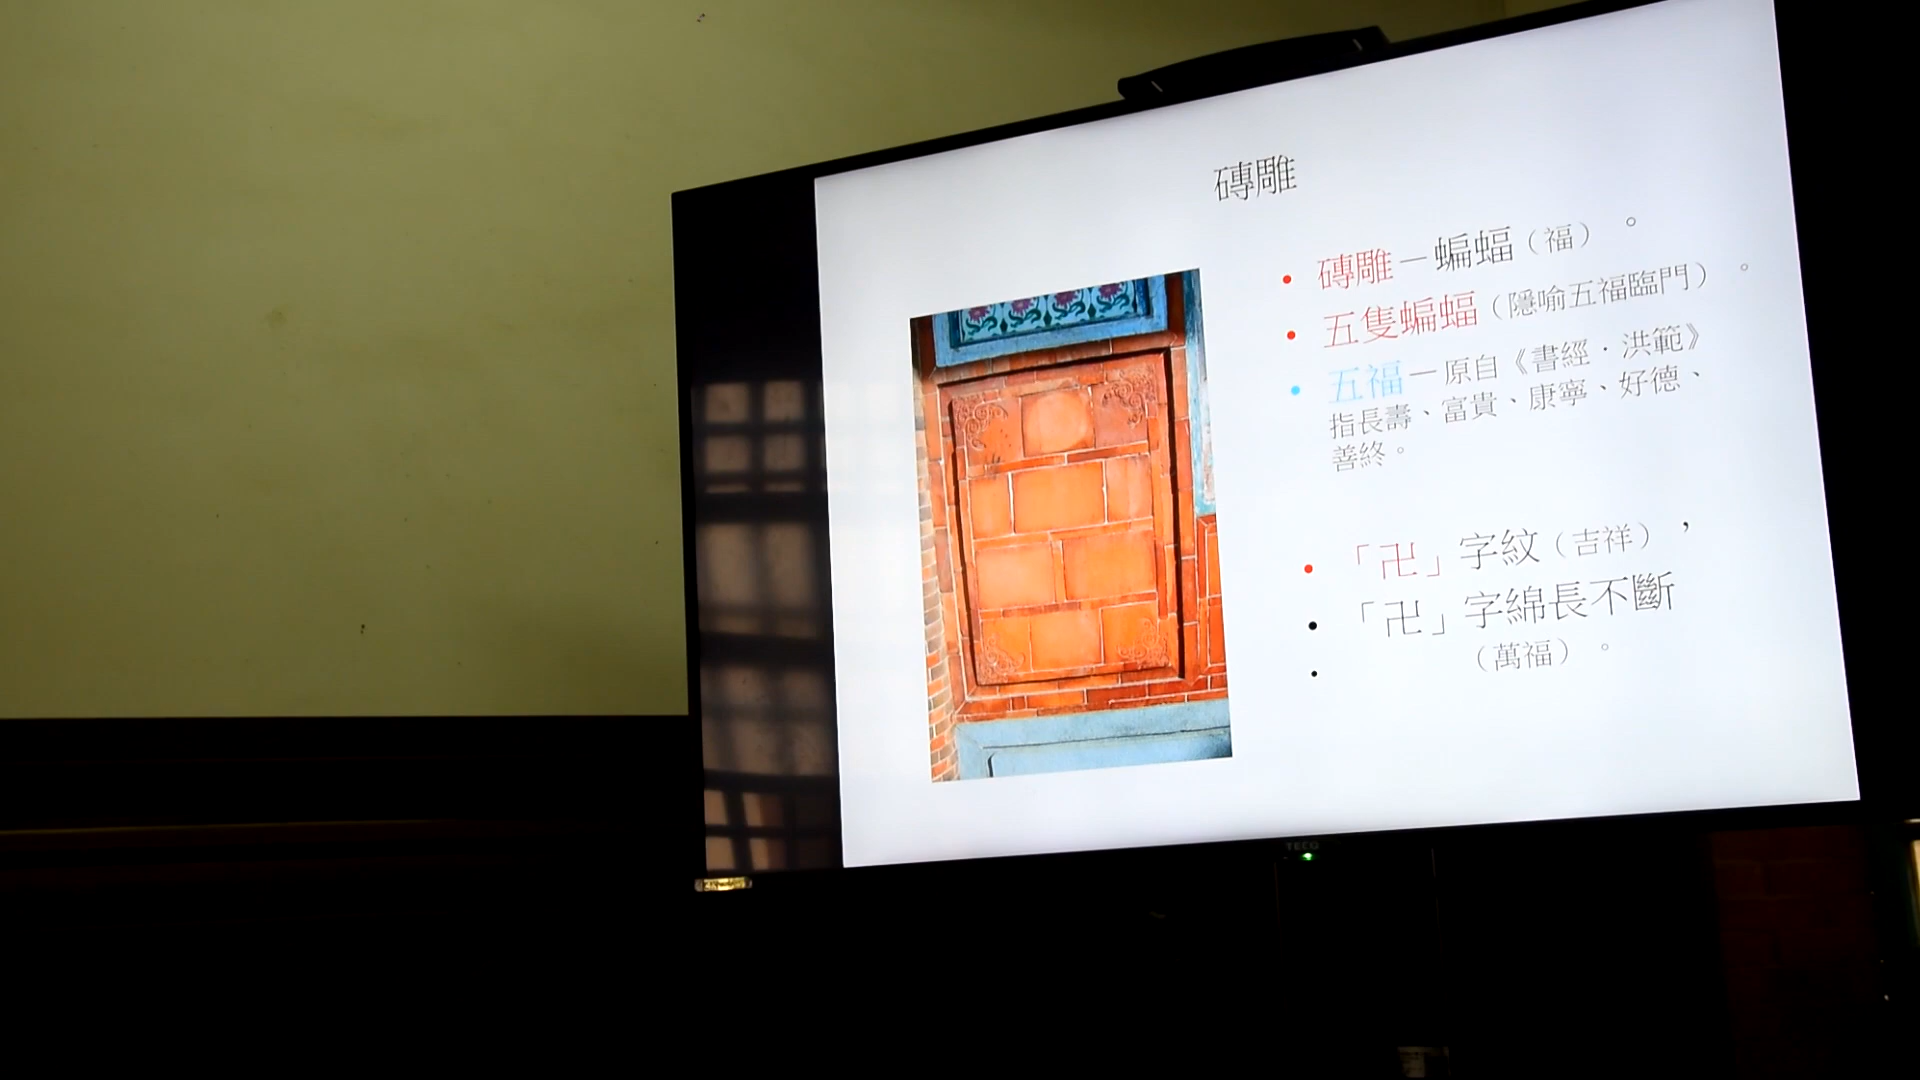 磚雕
磚雕－蝙蝠（福）。
五隻蝙蝠（隱喻五福臨門）。
五福－原自《書經．洪範》
指長壽、富貴、康寧、好德、
善終。
「卍」字紋（吉祥），
「卍」字綿長不斷
（萬福）。
TECO